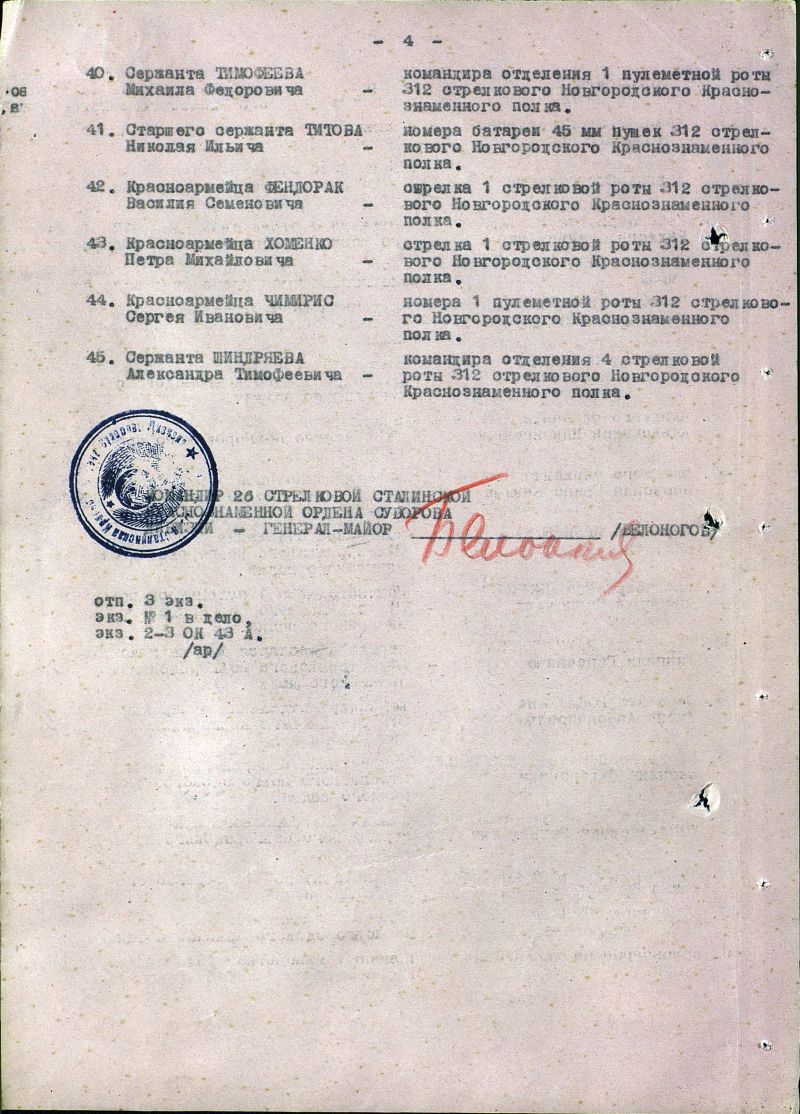 - 4 -
40. Сержанта ТИМОФЕЕВА командира отделения 1 пулеметной роты
Михаила Федоровича - 312 стрелкового Новгородского Красно-
знаменного полка.
41. Старшего сержанта ТИТОВА номера батареи 45 мм пушек 312 стрел-
Николая Ильича - кового Новгородского Краснознаменного
полка.
42. Красноармейца ФЕНДОРАК стрелка 1 стрелковой роты 312 стрелко-
Василия Семеновича - вого Новгородского Краснознаменного
полка.
43. Красноармейца ХОМЕНКО стрелка 1 стрелковой роты 312 стрелко-
Петра Михайловича - вого Новгородского Краснознаменного
полка.
44. Красноармейца ЧИМИРИС номера 1 пулеметной роты 312 стрелково-
Сергея Ивановича - го Новгородского Краснознаменного
полка.
45. Сержанта ШИНДРЯЕВА командира отделения 4 стрелковой
Александра Тимофеевича - роты 312 стрелкового Новгородского
Краснознаменного полка.
КОМАНДИР 26 СТРЕЛКОВОЙ СТАЛИНСКОЙ
КРАСНОЗНАМЕННОЙ ОРДЕНА СУВОРОВА
ДИВИЗИИ - ГЕНЕРАЛ-МАЙОР /БЕЛОНОГОВ/
отп. 3 экз.
экз. № 1 в дело,
экз. 2-3 ОК 43 А.
/ар/